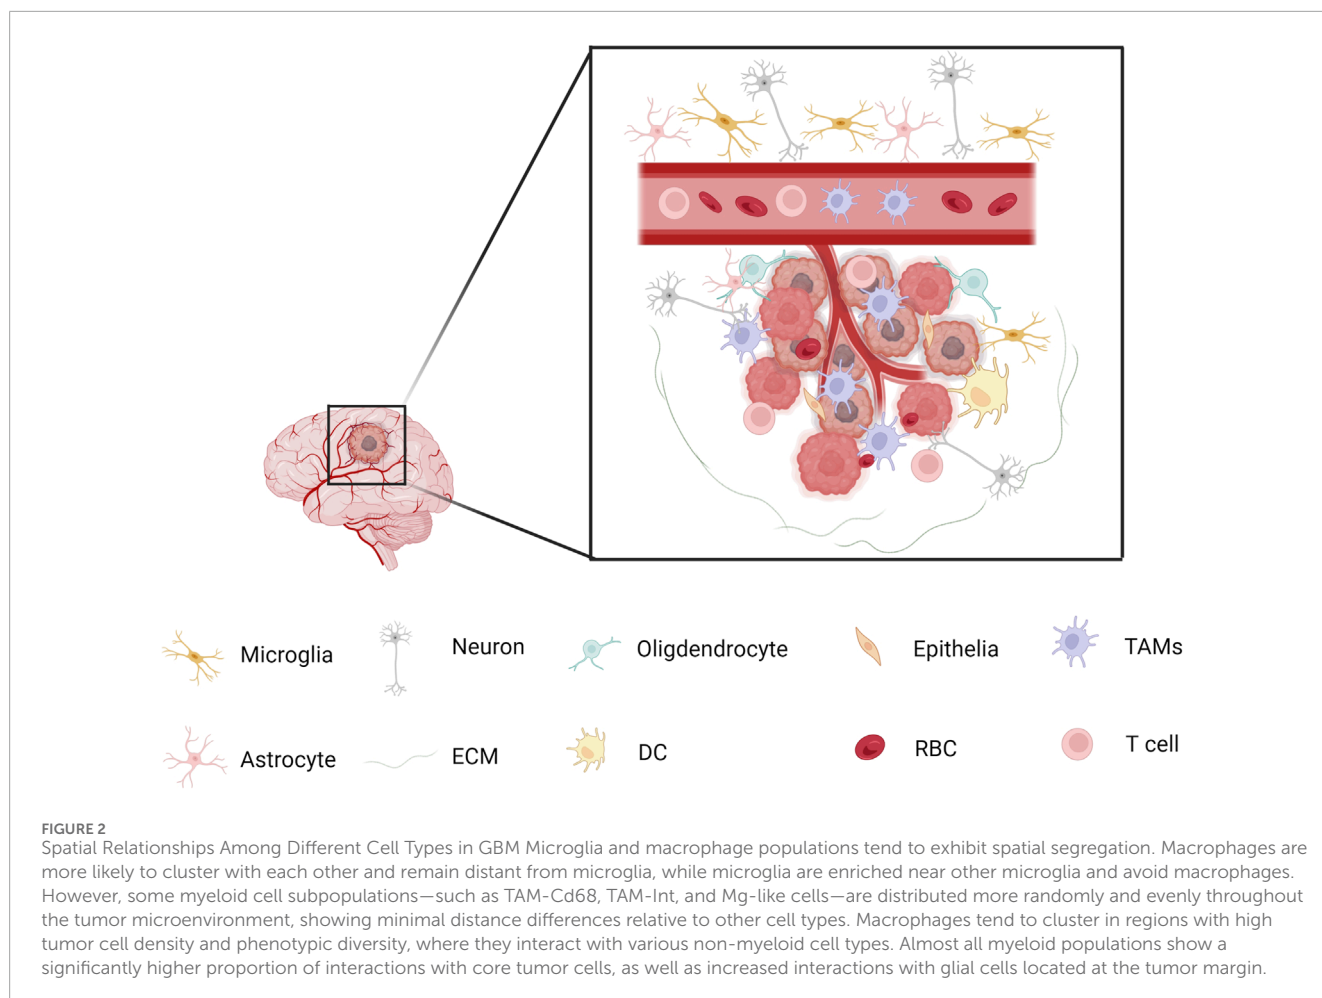 Microglia
Neuron
Oligdendrocyte
Epithelia
TAMs
Astrocyte
ECM
DC
RBC
T cell
FIGURE 2
Spatial Relationships Among Different Cell Types in GBM Microglia and macrophage populations tend to exhibit spatial segregation. Macrophages are
more likely to cluster with each other and remain distant from microglia, while microglia are enriched near other microglia and avoid macrophages.
However, some myeloid cell subpopulations—such as TAM-Cd68, TAM-Int, and Mg-like cells—are distributed more randomly and evenly throughout
the tumor microenvironment, showing minimal distance differences relative to other cell types. Macrophages tend to cluster in regions with high
tumor cell density and phenotypic diversity, where they interact with various non-myeloid cell types. Almost all myeloid populations show a
significantly higher proportion of interactions with core tumor cells, as well as increased interactions with glial cells located at the tumor margin.